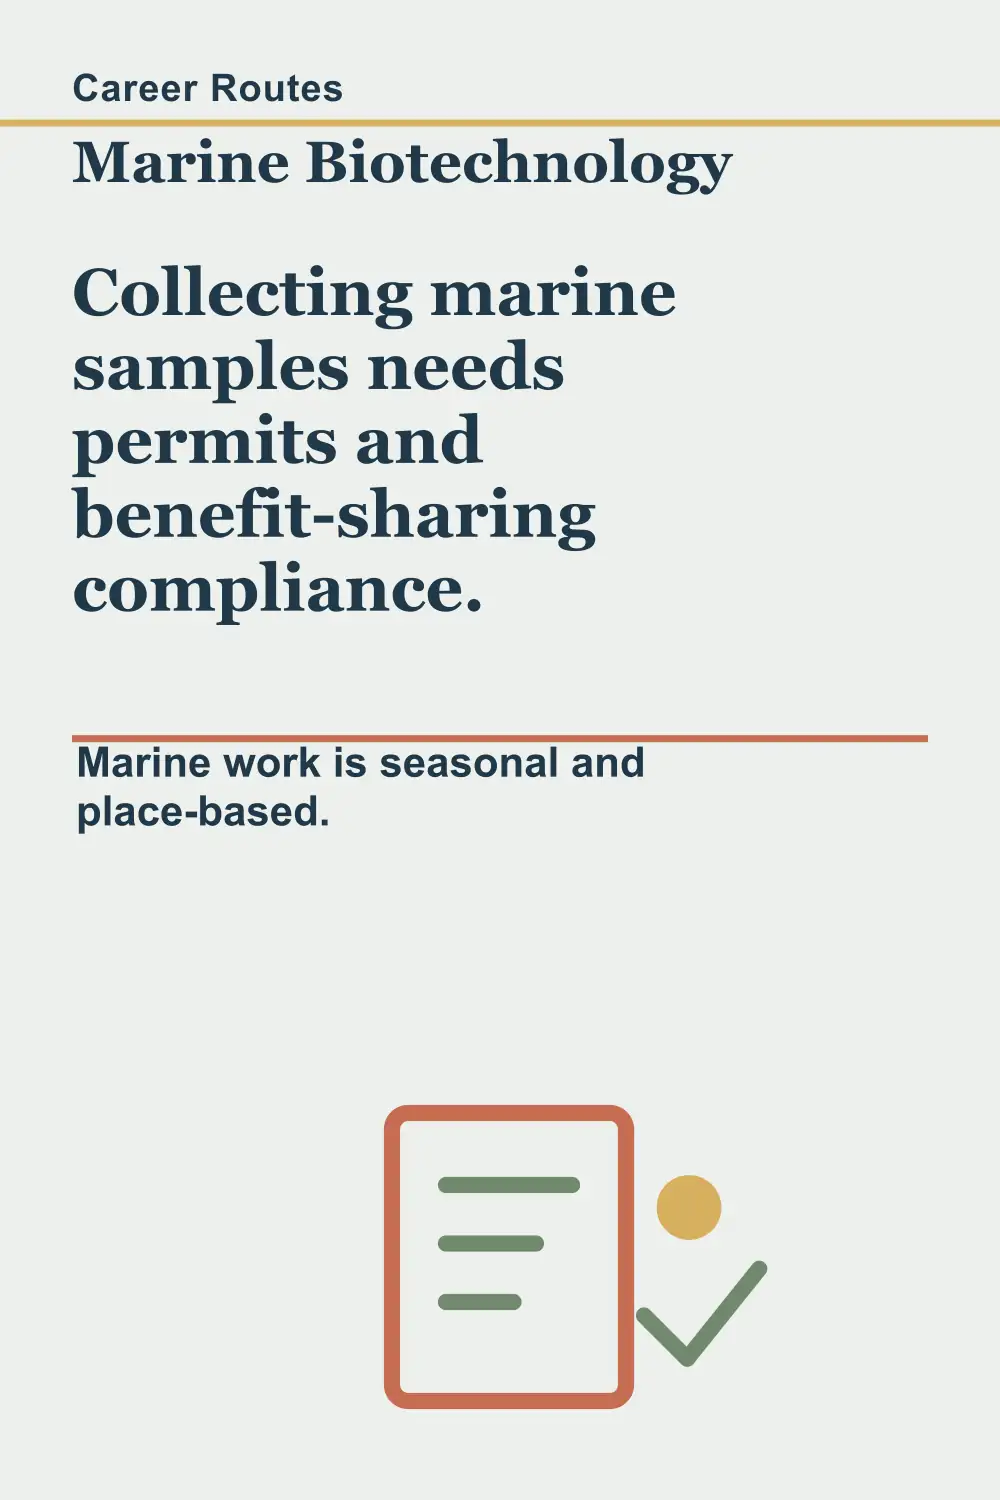 Career Routes
Marine Biotechnology
Collecting marine
samples needs
permits and
benefit-sharing
compliance.
Marine work is seasonal and
place-based.